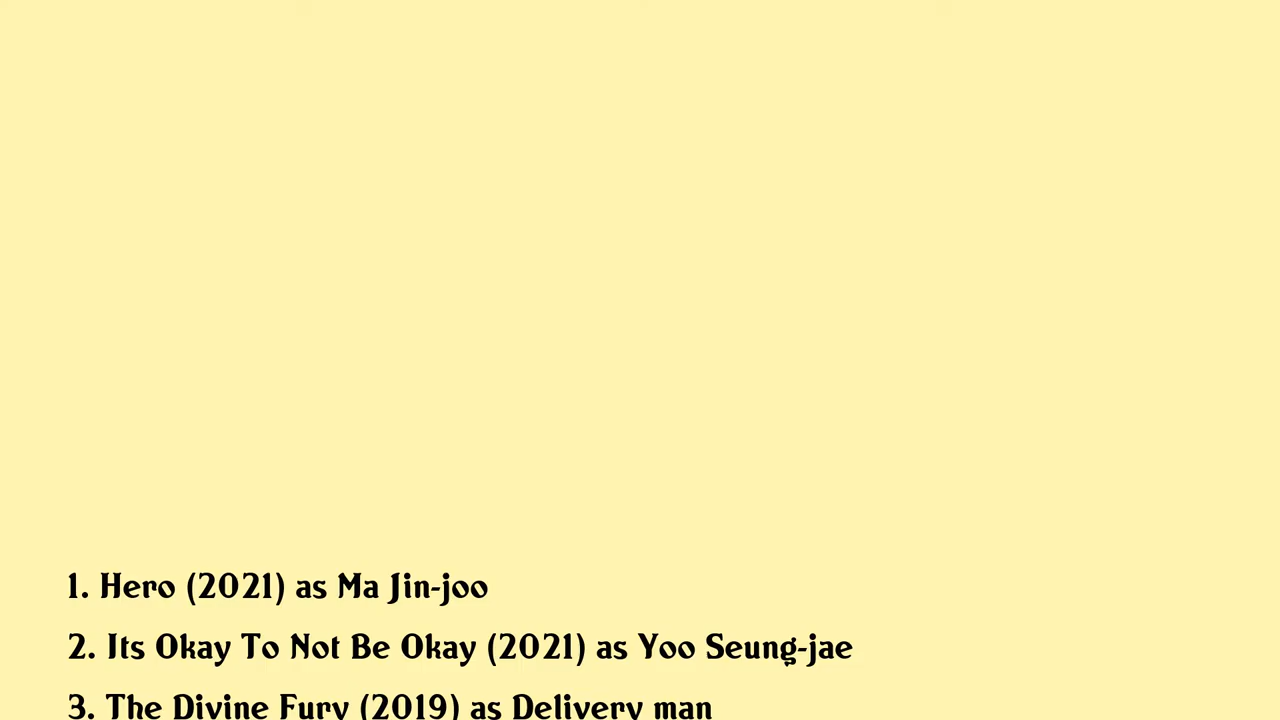 1. Hero (2021) as Ma Jin-joo
2. Its Okay To Not Be Okay (2021) as Yoo Seung-jae
3. The Divine Fury (2019) as Delivery man